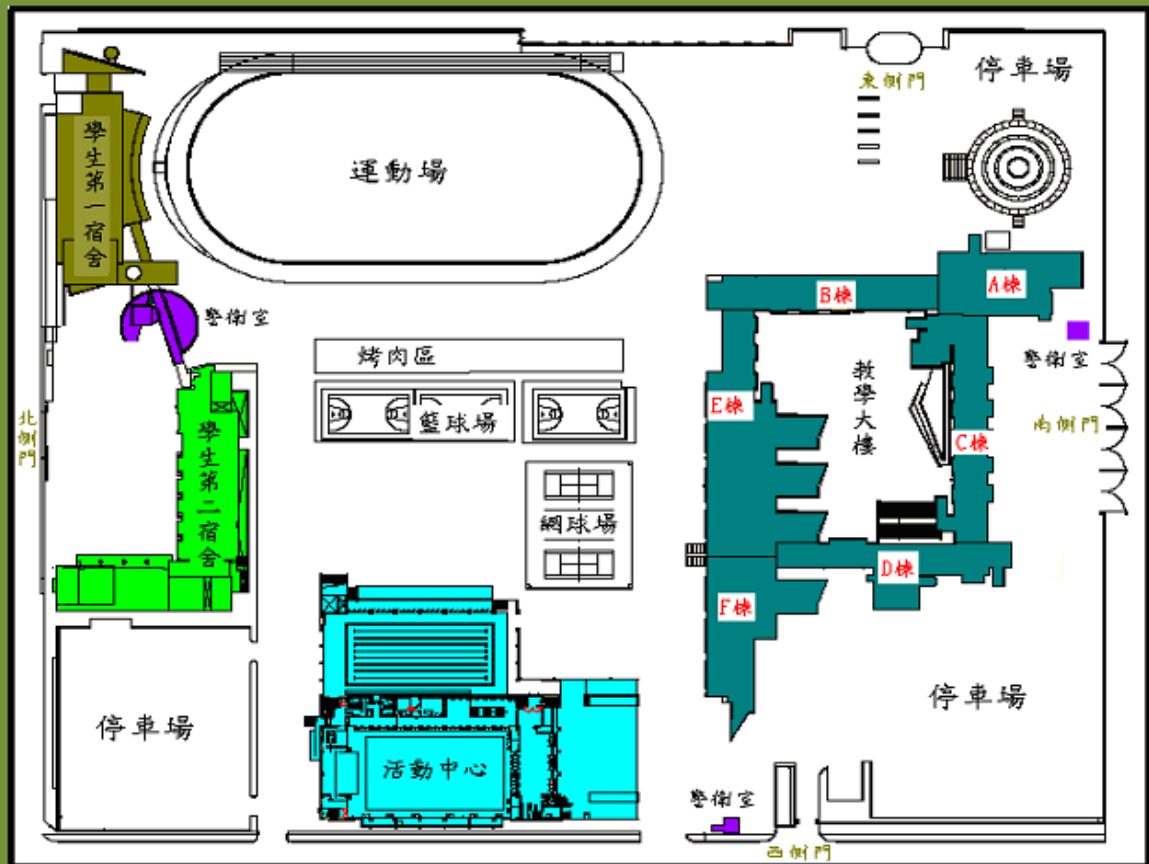 東側門
停車場
學生第一宿舍
運動場
A棟
B棟
警衛室
警衛室
烤肉區
教學大樓
E棟
籃球場
北側門
南側門
C棟
學生第二宿舍
網球場
D棟
F棟
停車場
停車場
活動中心
警衛室
西側門